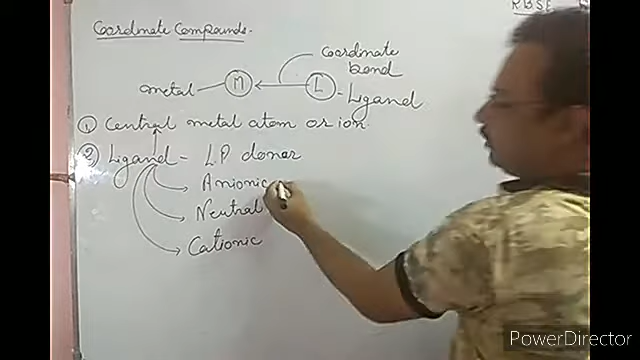 RBSE
Coordinate Compounds.
coordinate
bond
metal M L - Ligand
① Central metal atom or ion.
② Ligand - L.P donor
Anionic
Neutral
Cationic
PowerDirector